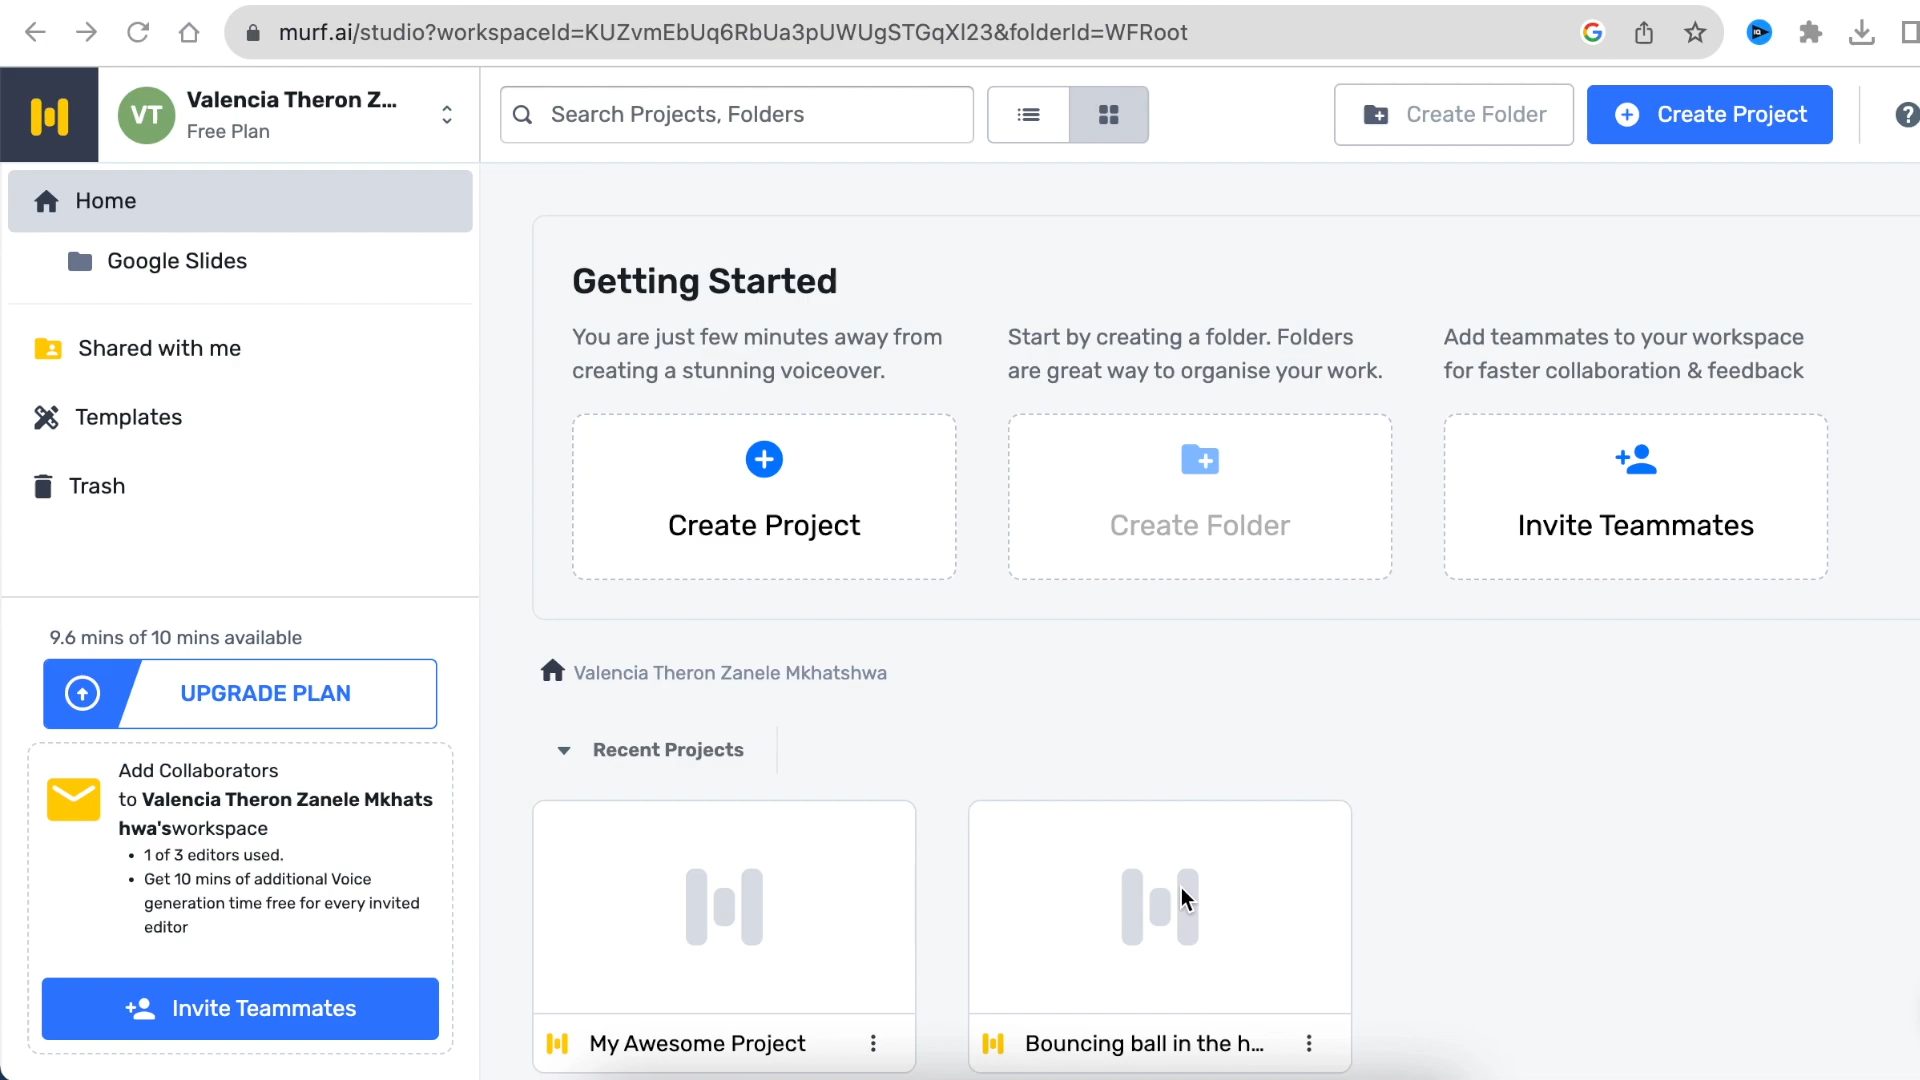 murf.ai/studio?workspaceId=KUZvmEbUq6RbUa3pUWUgSTGqXl23&folderId=WFRoot
VT
Valencia Theron Z...
Free Plan
Search Projects, Folders
Create Folder
Create Project
Home
Google Slides
Shared with me
Templates
Trash
9.6 mins of 10 mins available
UPGRADE PLAN
Add Collaborators
to Valencia Theron Zanele Mkhats
hwa'sworkspace
• 1 of 3 editors used.
• Get 10 mins of additional Voice
generation time free for every invited
editor
Invite Teammates
Getting Started
You are just few minutes away from
creating a stunning voiceover.
Create Project
Start by creating a folder. Folders
are great way to organise your work.
Create Folder
Add teammates to your workspace
for faster collaboration & feedback
Invite Teammates
Valencia Theron Zanele Mkhatshwa
Recent Projects
My Awesome Project
Bouncing ball in the h...